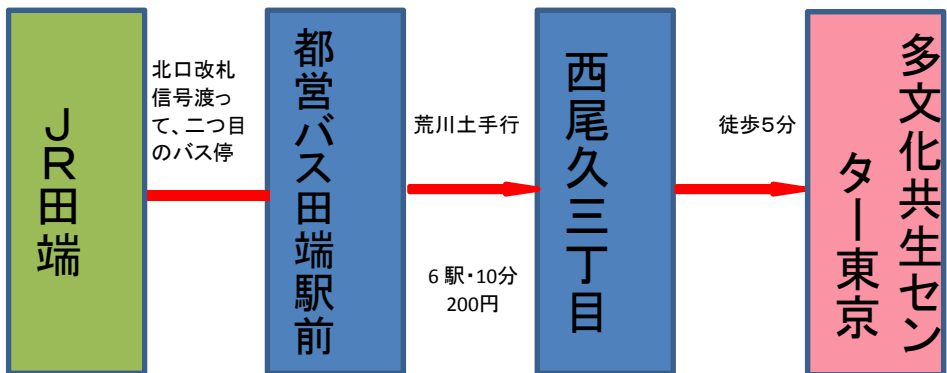 JR田端
北口改札
信号渡っ
て、二つ目
のバス停
都営バス田端駅前
荒川土手行
6 駅・10分
200円
西尾久三丁目
徒歩5分
多文化共生セン
ター東京